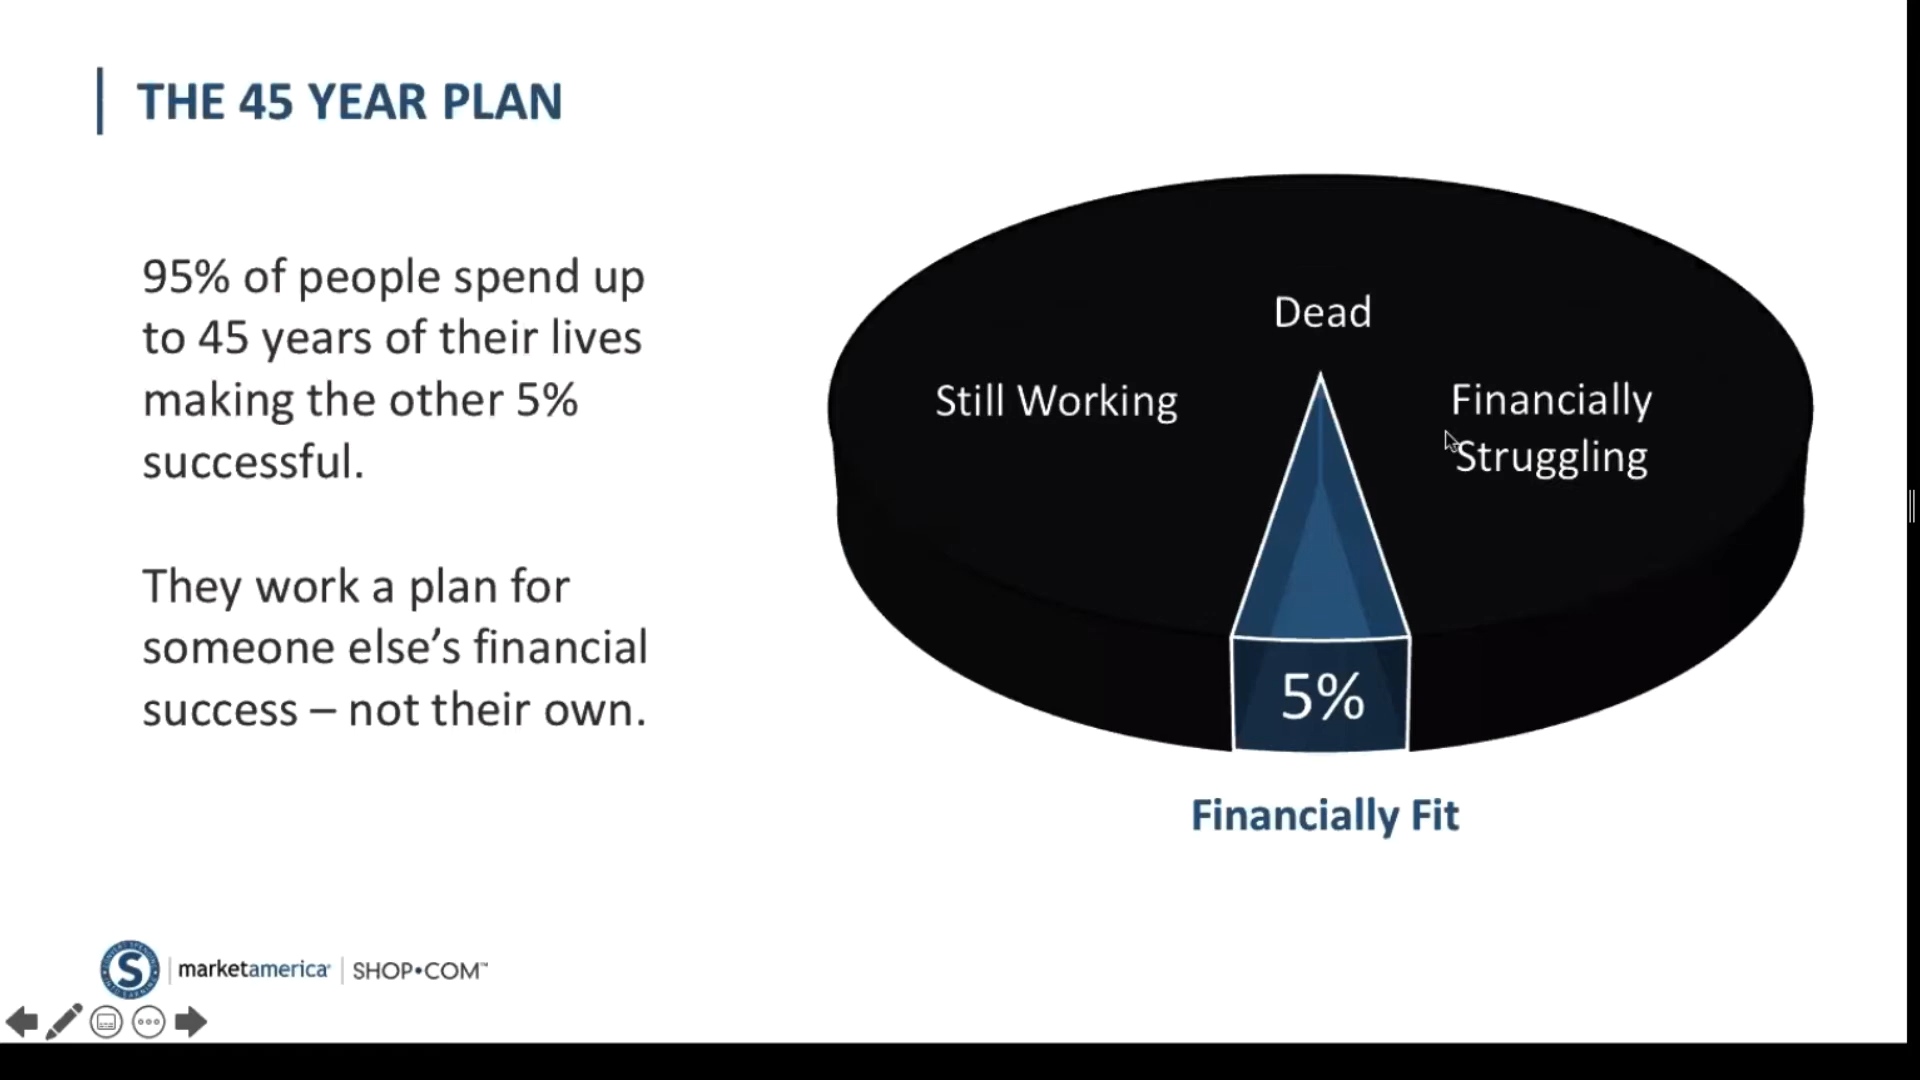 THE 45 YEAR PLAN
95% of people spend up
to 45 years of their lives
making the other 5%
successful.
They work a plan for
someone else’s financial
success – not their own.
Dead
Still Working
Financially
Struggling
5%
Financially Fit
S
marketamerica® | SHOP•COM™